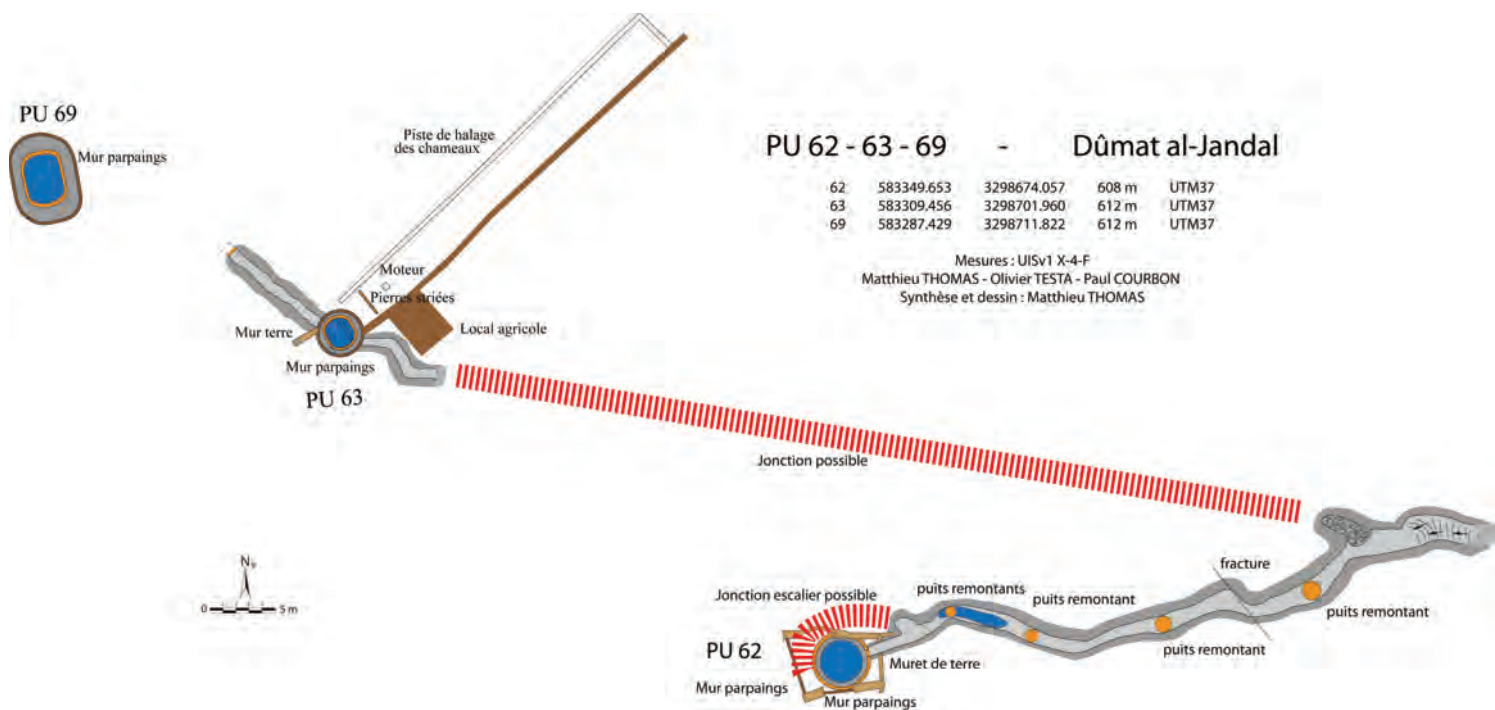 PU 69
Mur parpaings
Piste de halage
des chameaux
PU 62 - 63 - 69 - Dûmat al-Jandal
62 583349.653 3298674.057 608 m UTM37
63 583309.456 3298701.960 612 m UTM37
69 583287.429 3298711.822 612 m UTM37
Mesures : UISv1 X-4-F
Matthieu THOMAS - Olivier TESTA - Paul COURBON
Synthèse et dessin : Matthieu THOMAS
Moteur
Pierres striées
Mur terre
Local agricole
Mur parpaings
PU 63
Jonction possible
N
0 5 m
fracture
Jonction escalier possible
puits remontants
puits remontant
puits remontant
puits remontant
PU 62
Muret de terre
Mur parpaings
Mur parpaings